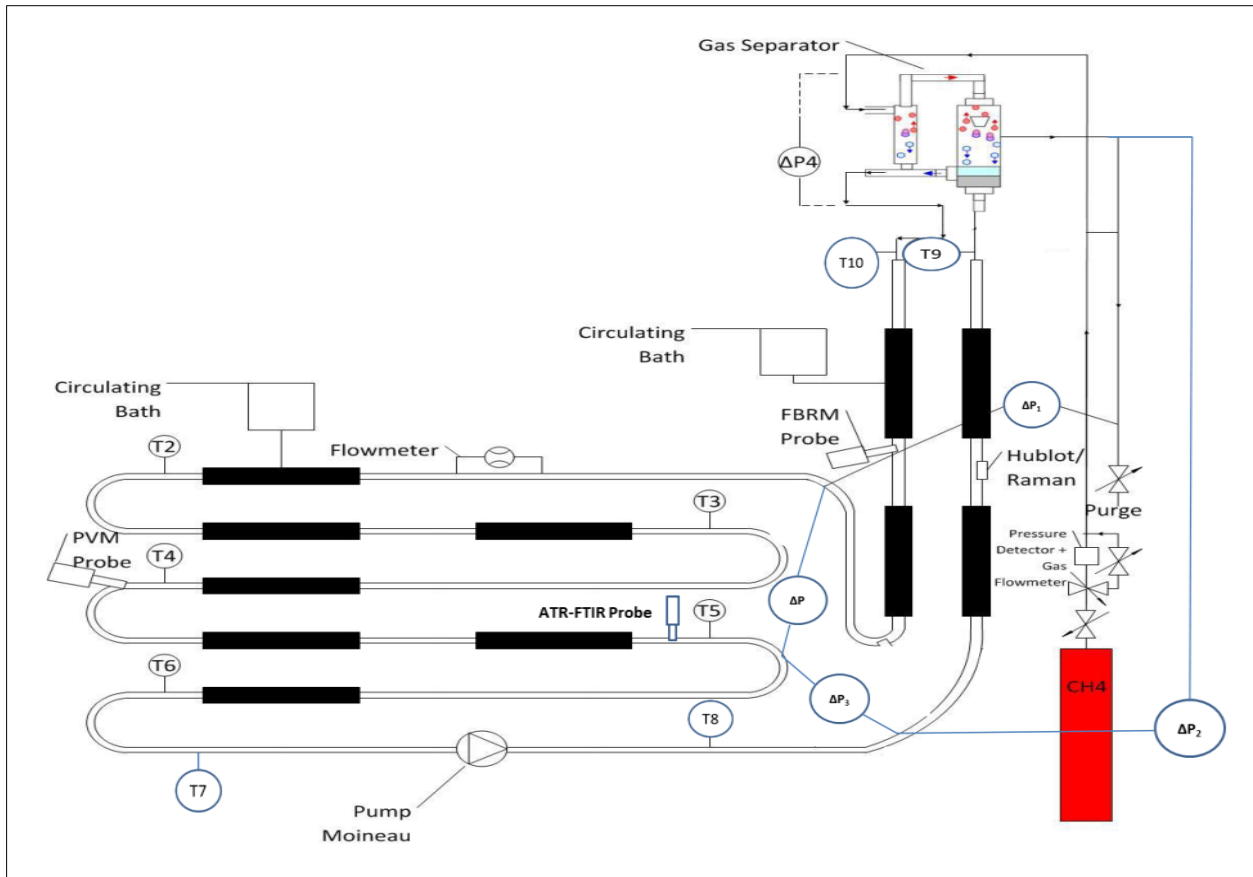 Gas Separator
ΔP4
T10
T9
Circulating
Bath
Circulating
Bath
ΔP₁
FBRM
Probe
T2
Flowmeter
Hublot/
Raman
T3
Purge
PVM
Probe
T4
Pressure
Detector +
Gas
Flowmeter
ATR-FTIR Probe
T5
ΔP
T6
CH4
ΔP₃
T8
ΔP₂
T7
Pump
Moineau